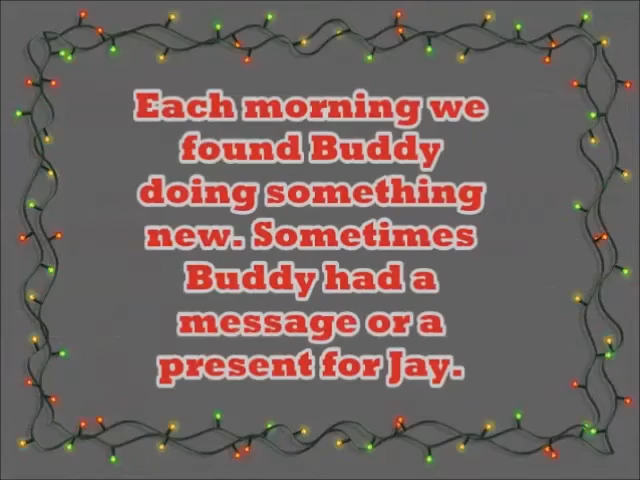 Each morning we
found Buddy
doing something
new. Sometimes
Buddy had a
message or a
present for Jay.